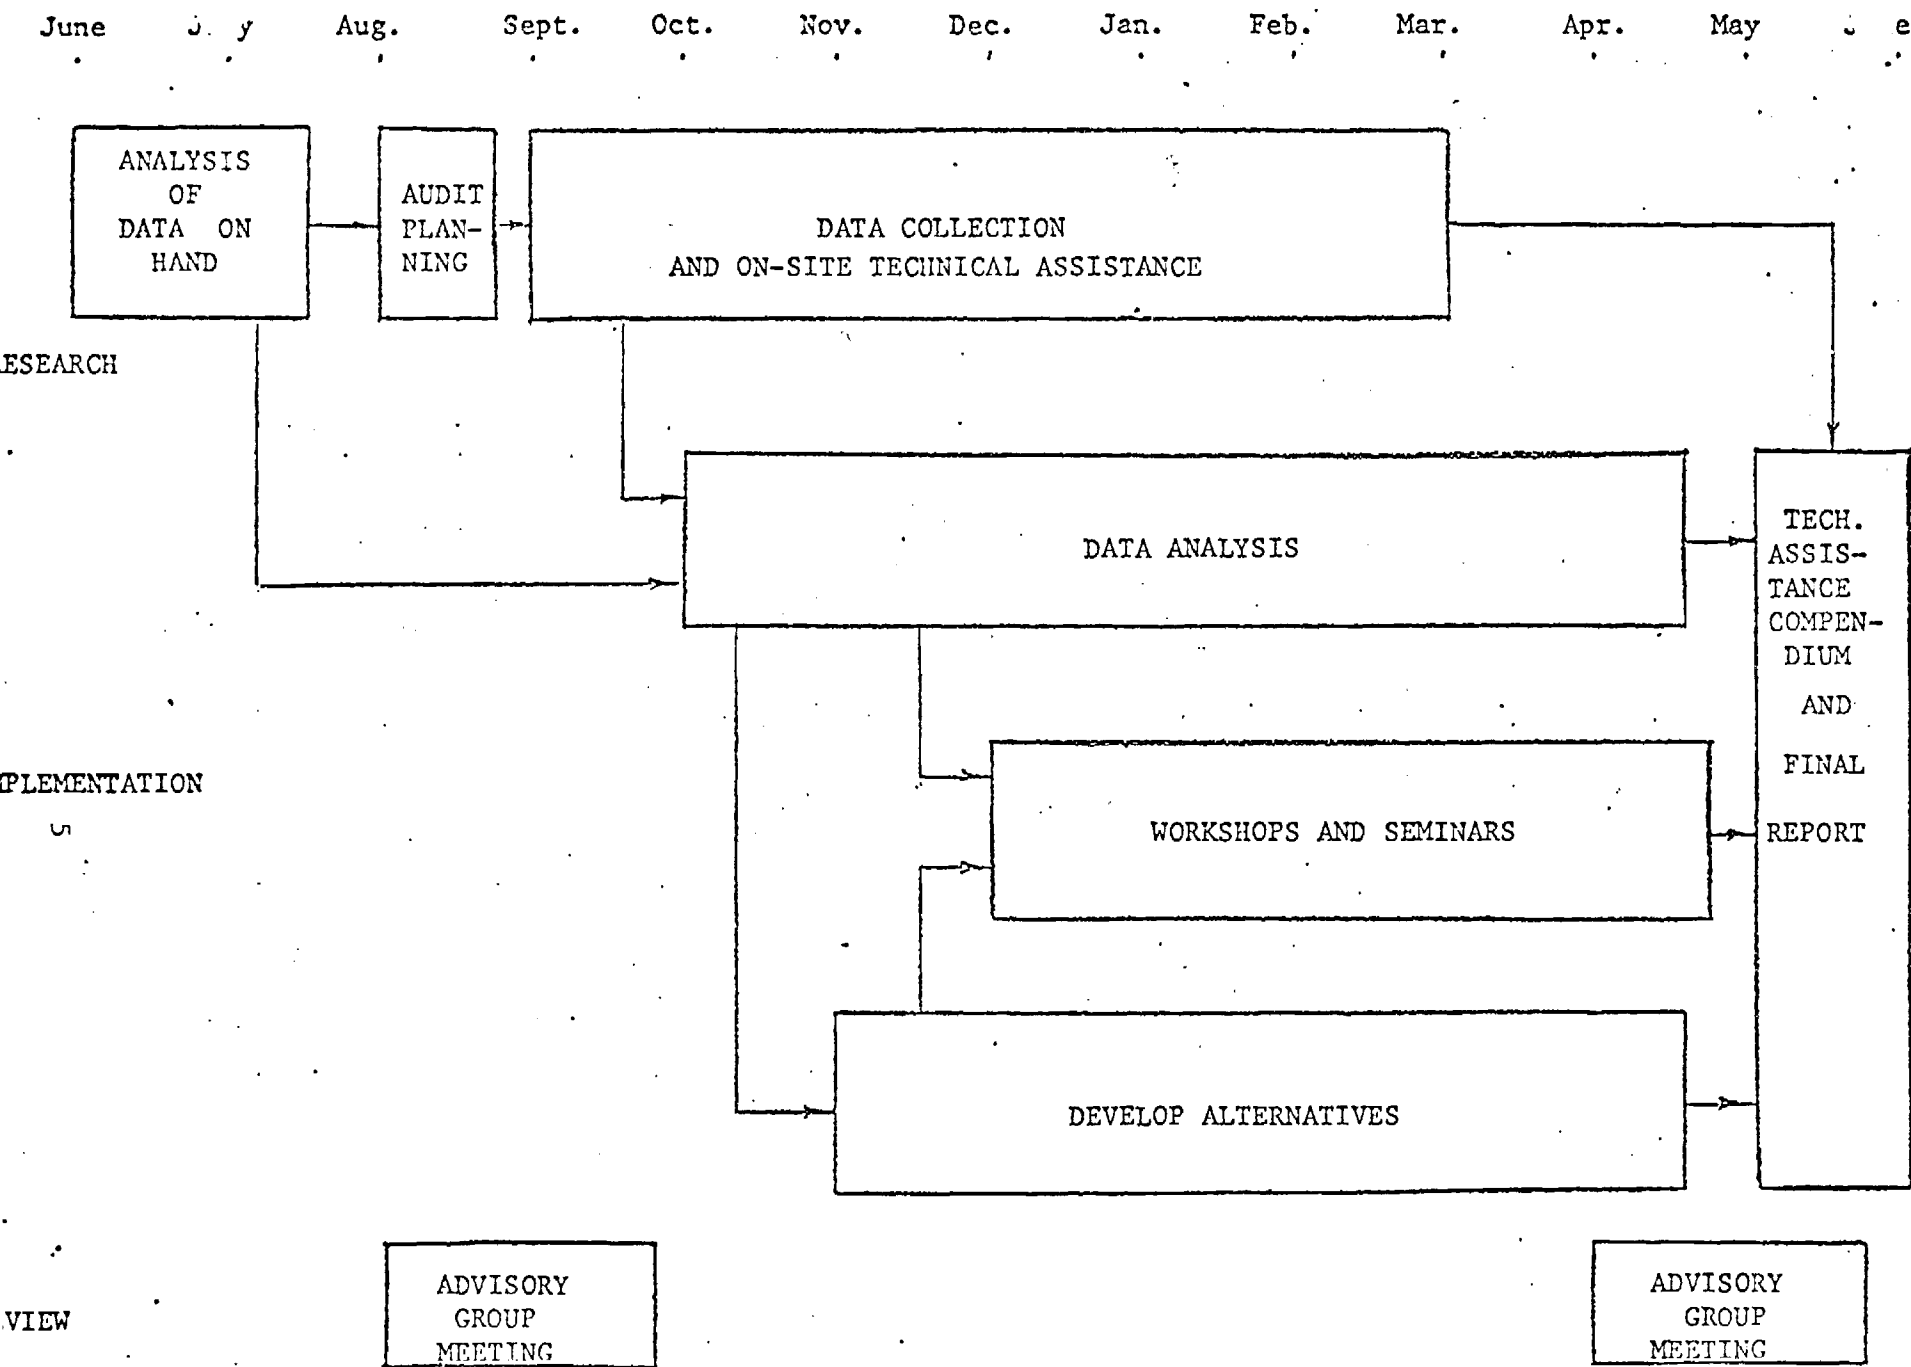 June Aug. Sept. Oct. Nov. Dec. Jan. Feb. Mar. Apr. May
ANALYSIS
OF
DATA ON
HAND
AUDIT
PLAN-
NING
DATA COLLECTION
AND ON-SITE TECHNICAL ASSISTANCE
ESEARCH
DATA ANALYSIS
TECH.
ASSIS-
TANCE
COMPEN-
DIUM
AND
FINAL
REPORT
PLEMENTATION
5
WORKSHOPS AND SEMINARS
DEVELOP ALTERNATIVES
VIEW
ADVISORY
GROUP
MEETING
ADVISORY
GROUP
MEETING